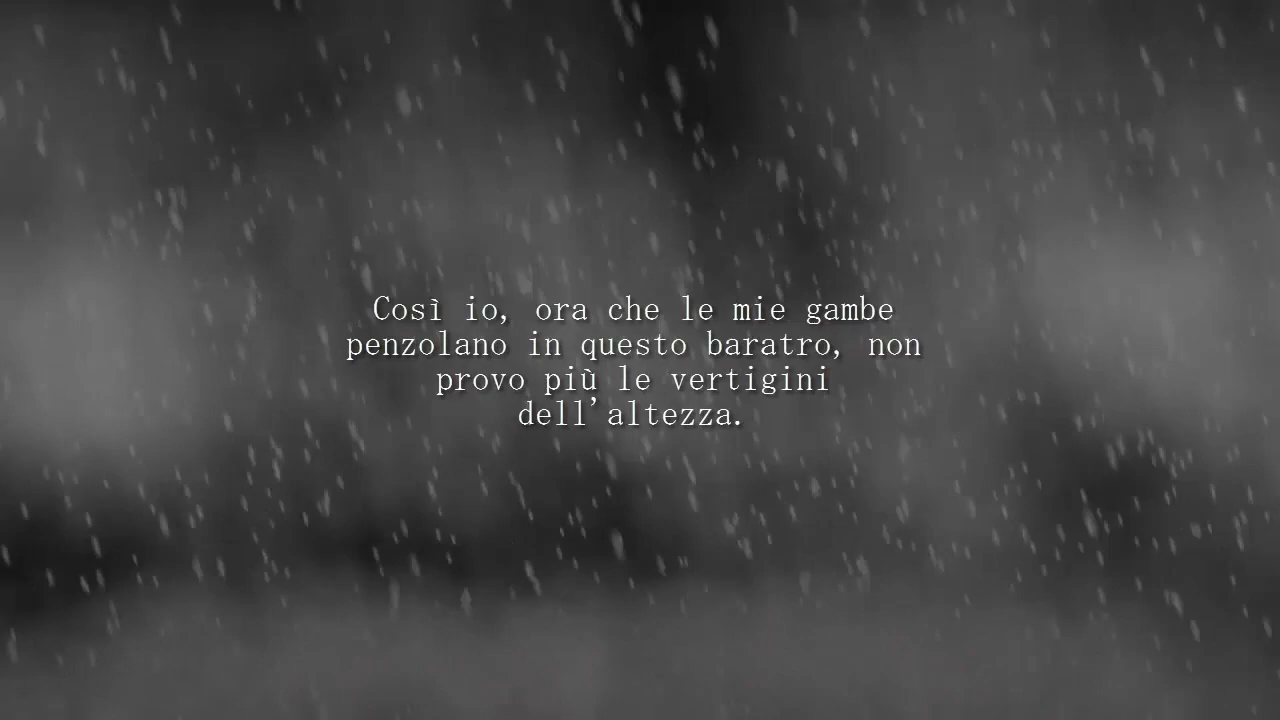 Così io, ora che le mie gambe
penzolano in questo baratro, non
provo più le vertigini
dell'altezza.